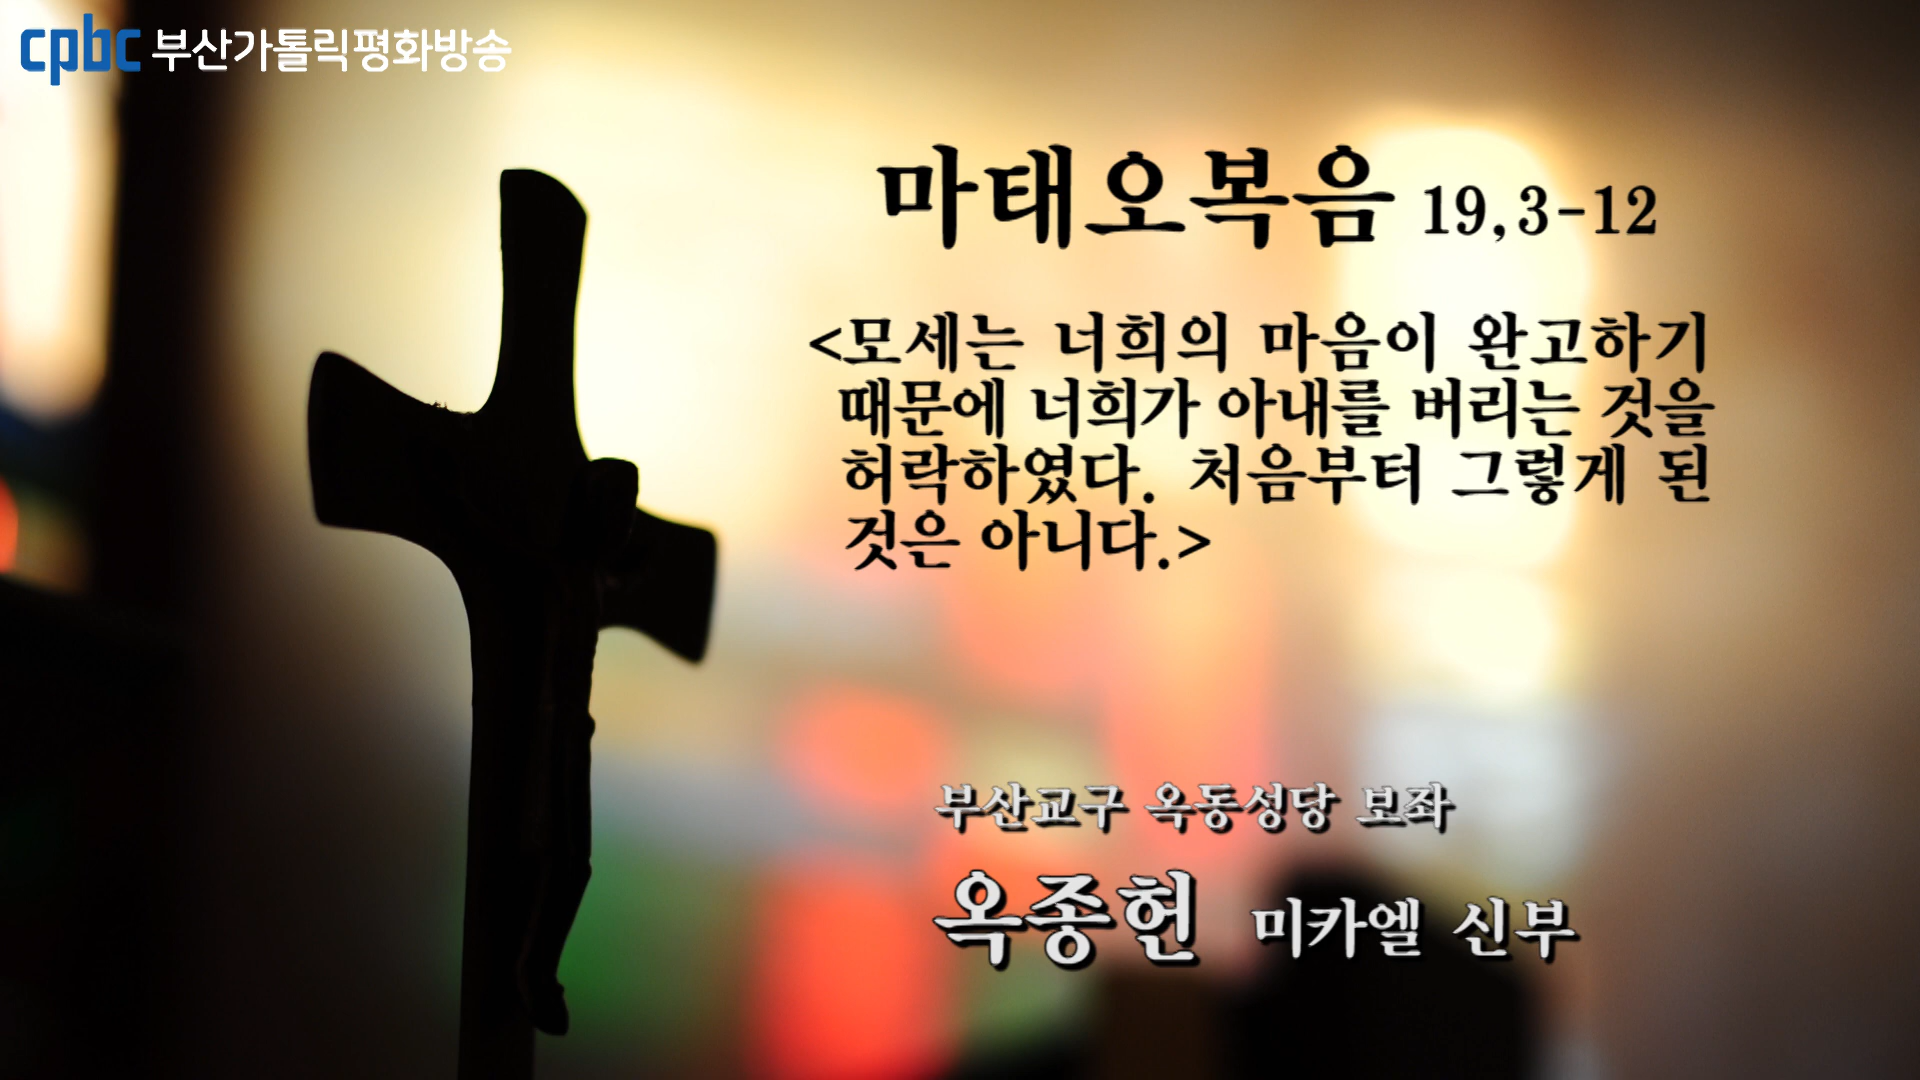 cpbc 부산가톨릭평화방송
마태오복음 19,3-12
<모세는 너희의 마음이 완고하기
때문에 너희가 아내를 버리는 것을
허락하였다. 처음부터 그렇게 된
것은 아니다.>
부산교구 옥동성당 보좌
옥종헌 미카엘 신부